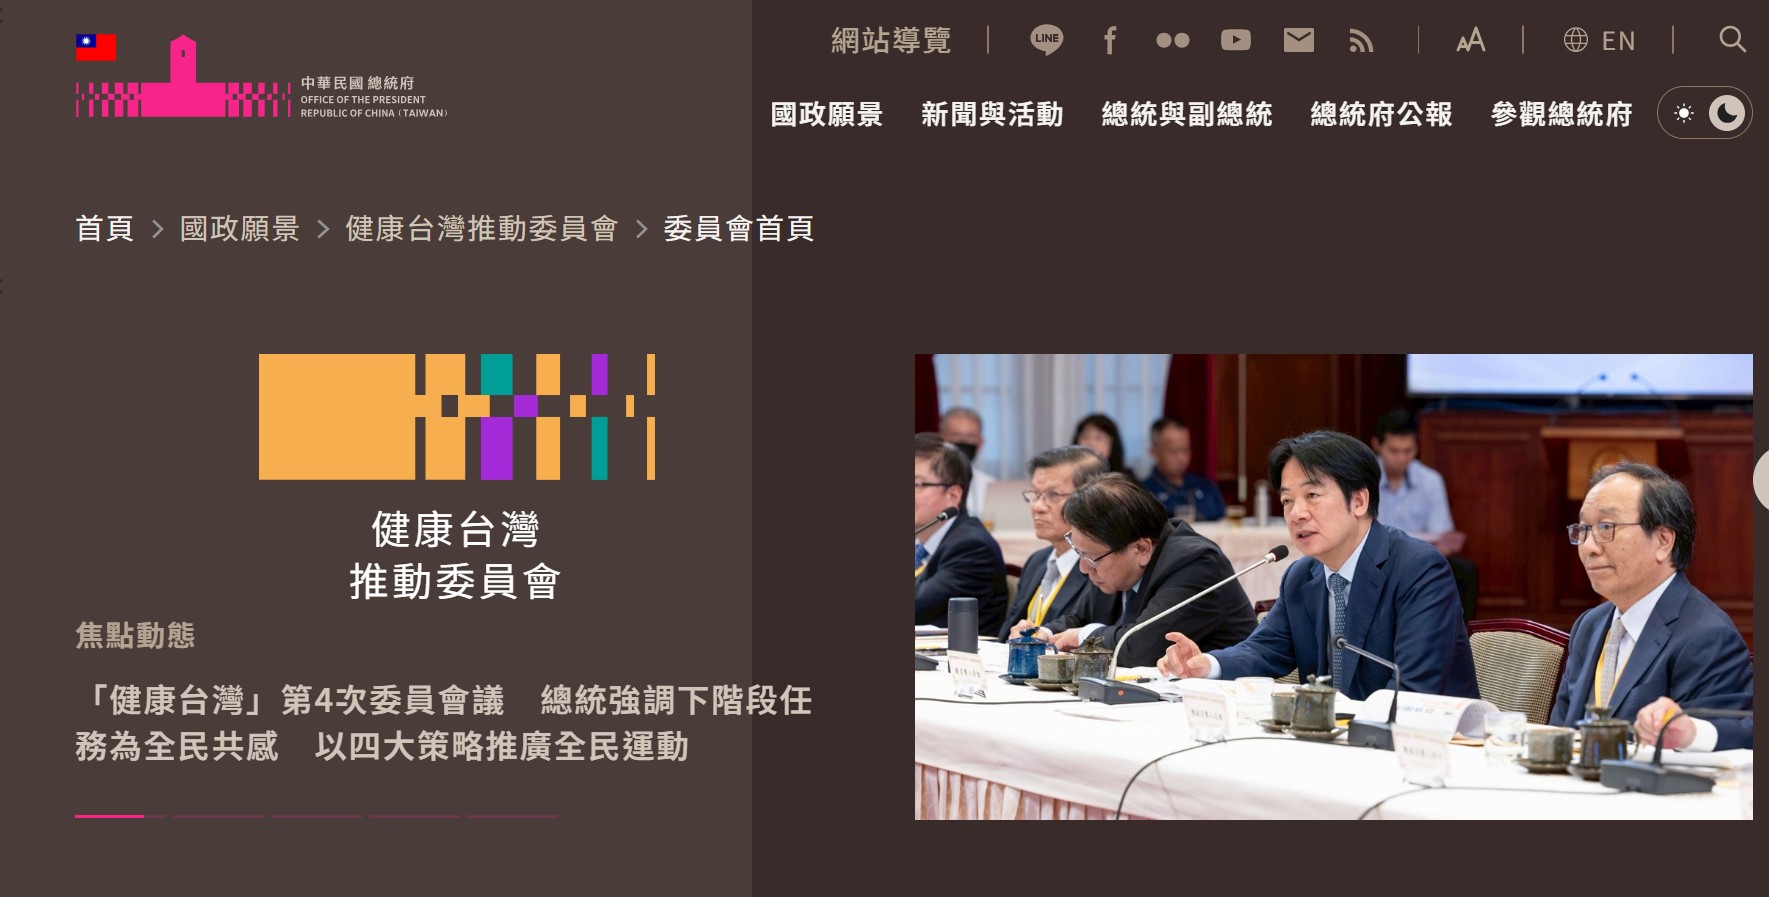 中華民國 總統府
OFFICE OF THE PRESIDENT
REPUBLIC OF CHINA (TAIWAN)
網站導覽
LINE
EN
國政願景 新聞與活動 總統與副總統 總統府公報 參觀總統府
首頁 國政願景 健康台灣推動委員會 委員會首頁
健康台灣
推動委員會
焦點動態
「健康台灣」第4次委員會議 總統強調下階段任
務為全民共感 以四大策略推廣全民運動